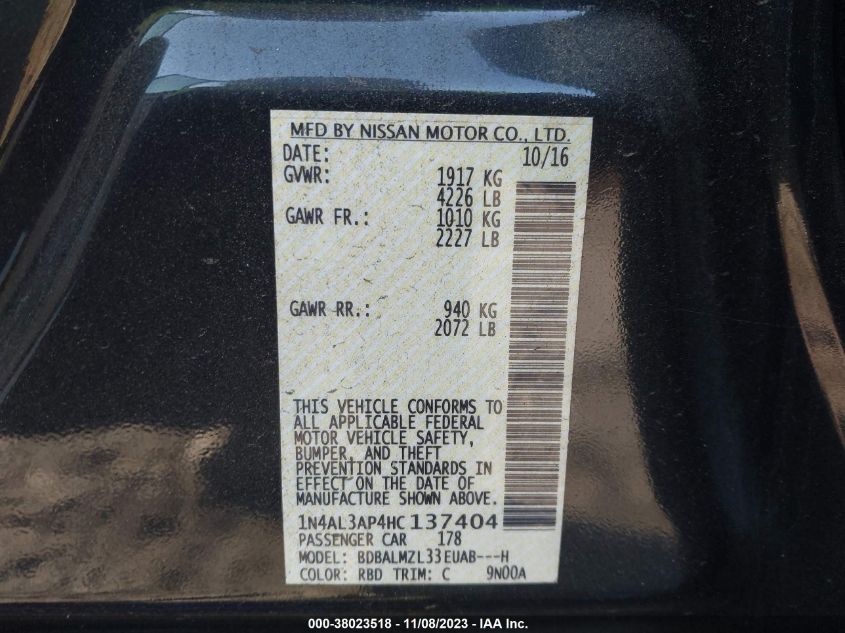 MFD BY NISSAN MOTOR CO., LTD.
DATE: 10/16
GVWR: 1917 KG
4226 LB
GAWR FR.: 1010 KG
2227 LB
GAWR RR.: 940 KG
2072 LB
THIS VEHICLE CONFORMS TO
ALL APPLICABLE FEDERAL
MOTOR VEHICLE SAFETY,
BUMPER, AND THEFT
PREVENTION STANDARDS IN
EFFECT ON THE DATE OF
MANUFACTURE SHOWN ABOVE.
1N4AL3AP4HC137404
PASSENGER CAR 178
MODEL: BDBALMZL33EUAB---H
COLOR: RBD TRIM: C 9N00A
000-38023518 - 11/08/2023 - IAA Inc.